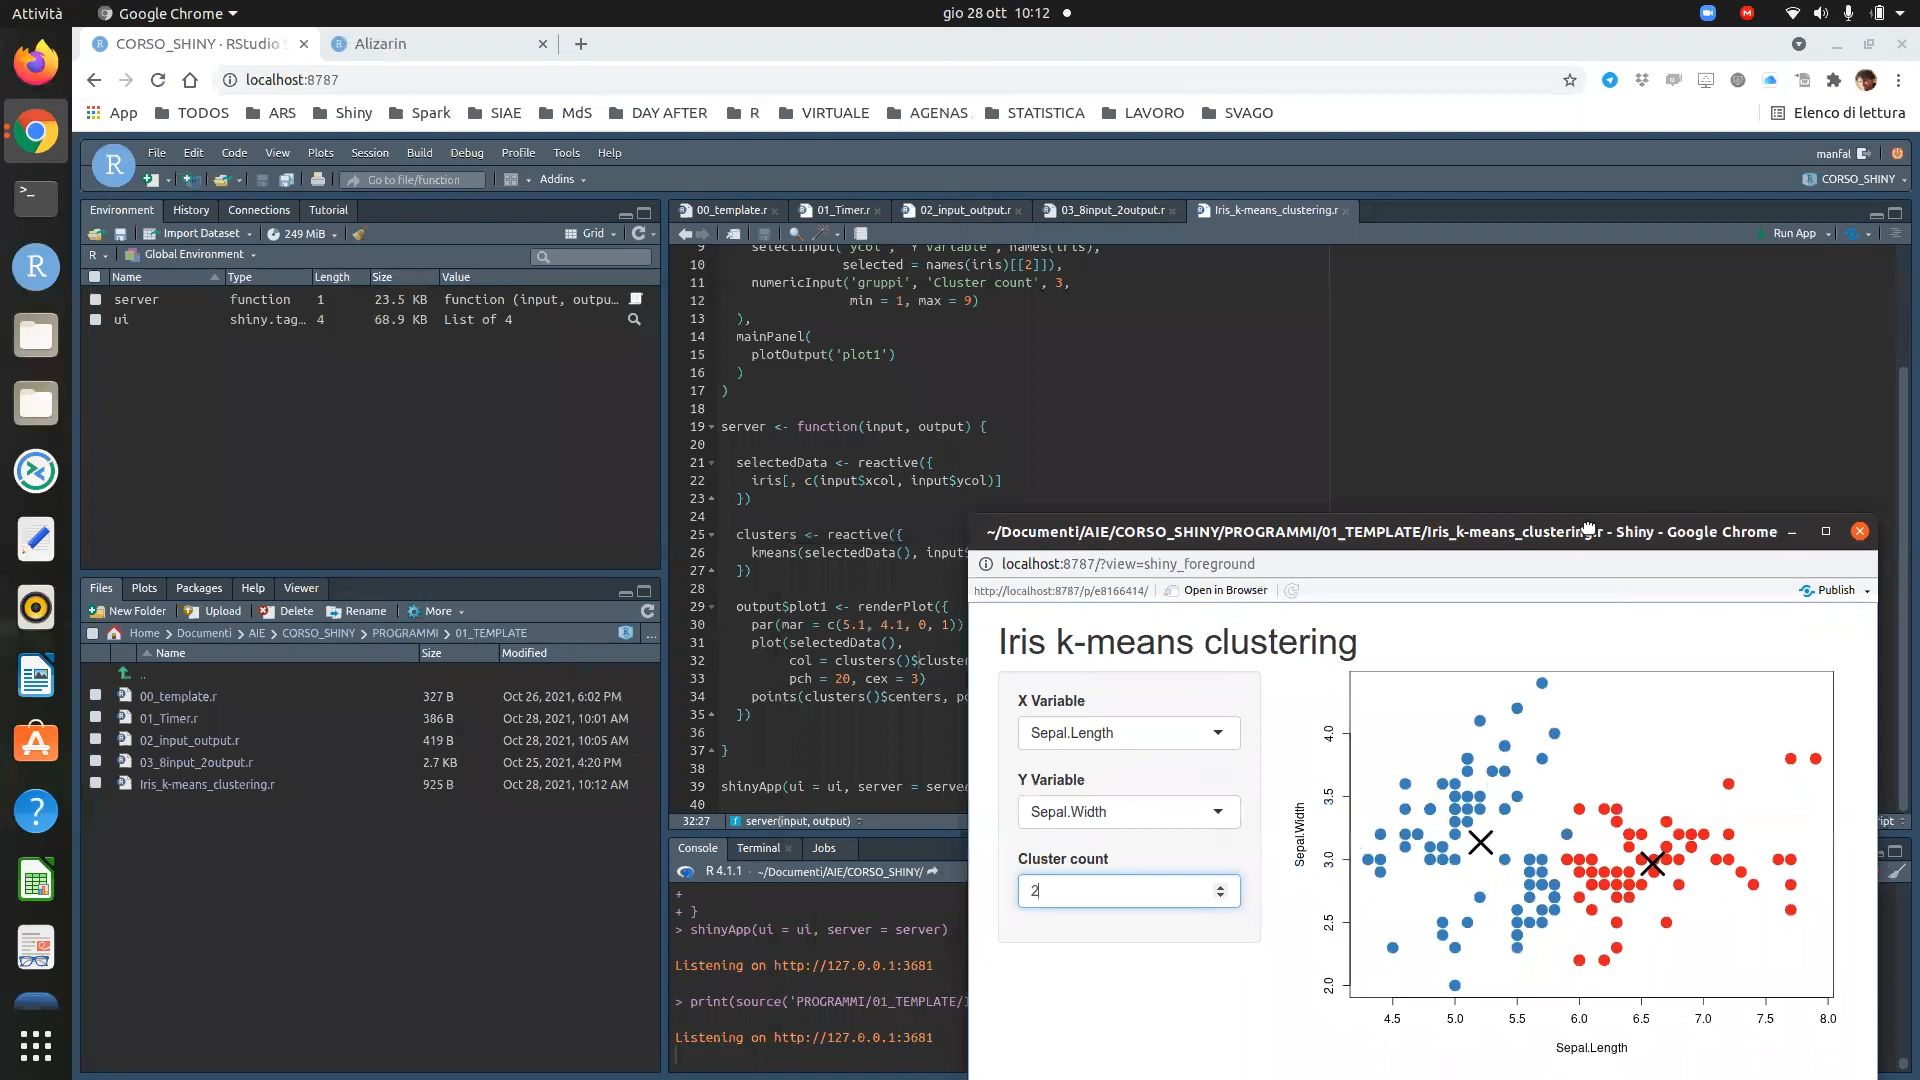 Attività
Google Chrome
gio 28 ott 10:12
CORSO_SHINY · RStudio
Alizarin
localhost:8787
App
TODOS
ARS
Shiny
Spark
SIAE
MdS
DAY AFTER
R
VIRTUALE
AGENAS
STATISTICA
LAVORO
SVAGO
Elenco di lettura
R
File Edit Code View Plots Session Build Debug Profile Tools Help
manfal
Go to file/function
Addins
CORSO_SHINY
Environment History Connections Tutorial
Import Dataset
249 MiB
Grid
R
Global Environment
Name Type Length Size Value
server function 1 23.5 KB function (input, outpu…
ui shiny.tag… 4 68.9 KB List of 4
Files Plots Packages Help Viewer
New Folder Upload Delete Rename More
Home Documenti AIE CORSO_SHINY PROGRAMMI 01_TEMPLATE
...
Name Size Modified
..
00_template.r 327 B Oct 26, 2021, 6:02 PM
01_Timer.r 386 B Oct 28, 2021, 10:01 AM
02_input_output.r 419 B Oct 28, 2021, 10:05 AM
03_8input_2output.r 2.7 KB Oct 25, 2021, 4:20 PM
Iris_k-means_clustering.r 925 B Oct 28, 2021, 10:12 AM
00_template.r 01_Timer.r 02_input_output.r 03_8input_2output.r Iris_k-means_clustering.r
Run App
9 selectInput('ycol', 'Y Variable', names(iris),
10 selected = names(iris)[[2]]),
11 numericInput('gruppi', 'Cluster count', 3,
12 min = 1, max = 9)
13 ),
14 mainPanel(
15 plotOutput('plot1')
16 )
17 )
18
19 server <- function(input, output) {
20
21 selectedData <- reactive({
22 iris[, c(input$xcol, input$ycol)]
23 })
24
25 clusters <- reactive({
26 kmeans(selectedData(), input$
27 })
28
29 output$plot1 <- renderPlot({
30 par(mar = c(5.1, 4.1, 0, 1))
31 plot(selectedData(),
32 col = clusters()$cluster
33 pch = 20, cex = 3)
34 points(clusters()$centers, p
35 })
36
37 }
38
39 shinyApp(ui = ui, server = server
40
32:27 server(input, output)
ript
Console Terminal Jobs
R 4.1.1 · ~/Documenti/AIE/CORSO_SHINY/
+
+ }
> shinyApp(ui = ui, server = server)
Listening on http://127.0.0.1:3681
> print(source('PROGRAMMI/01_TEMPLATE/
Listening on http://127.0.0.1:3681
~/Documenti/AIE/CORSO_SHINY/PROGRAMMI/01_TEMPLATE/Iris_k-means_clustering.r - Shiny - Google Chrome
localhost:8787/?view=shiny_foreground
http://localhost:8787/p/e8166414/
Open in Browser
Publish
Iris k-means clustering
X Variable
Sepal.Length
Y Variable
Sepal.Width
Cluster count
2
Sepal.Width
4.0
3.5
3.0
2.5
2.0
4.5 5.0 5.5 6.0 6.5 7.0 7.5 8.0
Sepal.Length